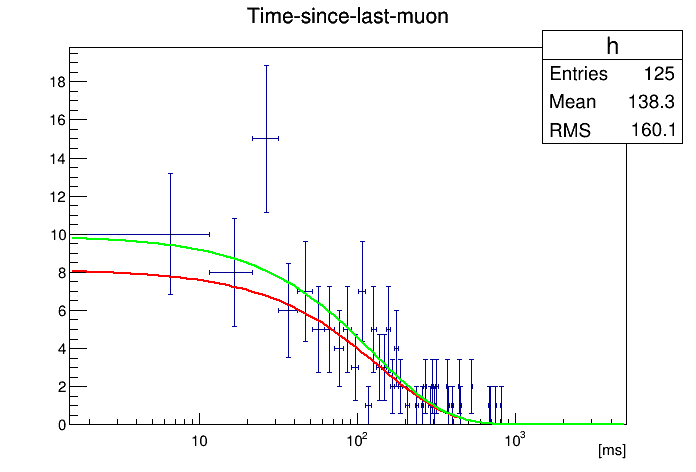 Time-since-last-muon
h
Entries 125
Mean 138.3
RMS 160.1
18
16
14
12
10
8
6
4
2
0
10 10² 10³
[ms]